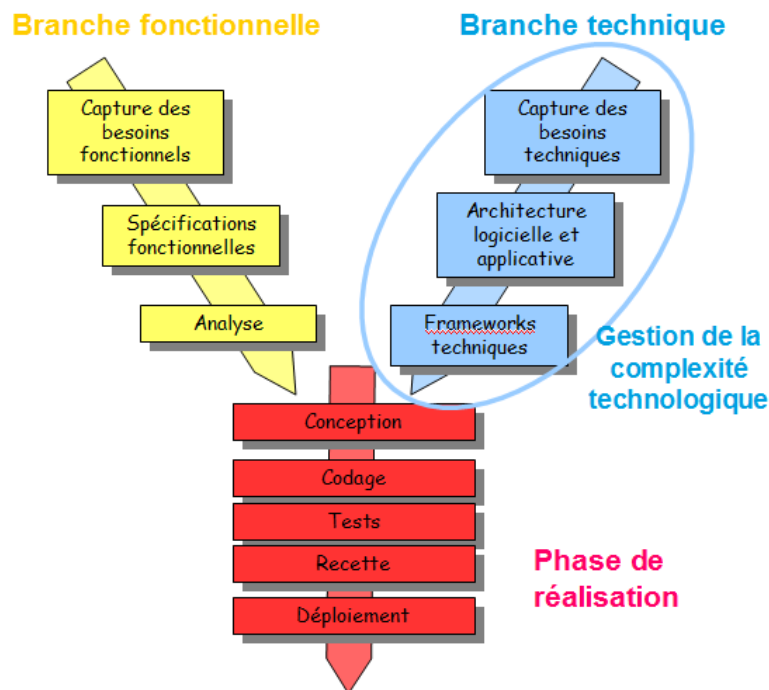 Branche fonctionnelle
Capture des
besoins
fonctionnels
Spécifications
fonctionnelles
Analyse
Branche technique
Capture des
besoins
techniques
Architecture
logicielle et
applicative
Frameworks
techniques
Gestion de la
complexité
technologique
Conception
Codage
Tests
Recette
Déploiement
Phase de
réalisation